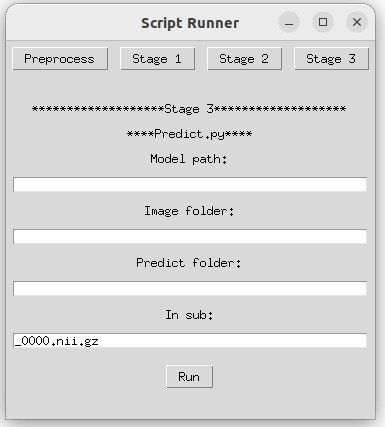 Script Runner
Preprocess Stage 1 Stage 2 Stage 3
*******************Stage 3*******************
****Predict.py****
Model path:
Image folder:
Predict folder:
In sub:
_0000.nii.gz
Run